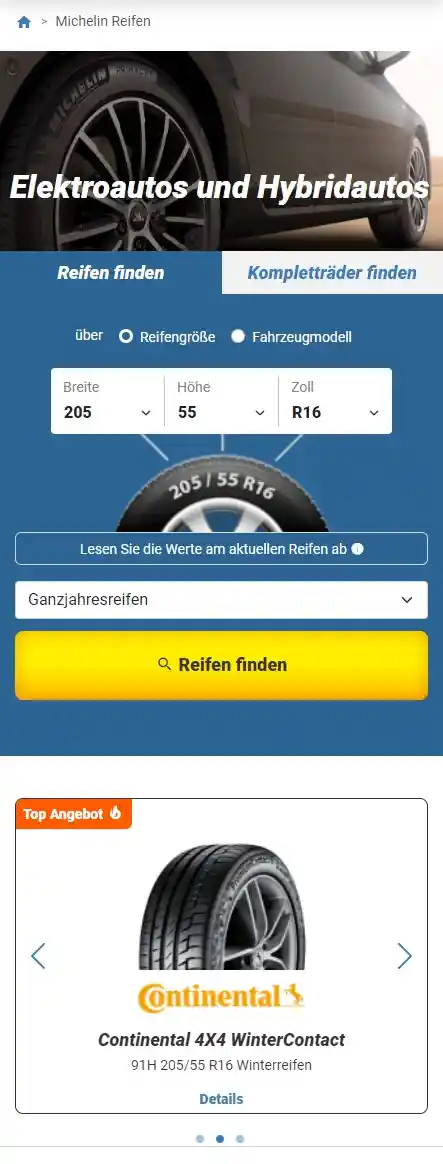 > Michelin Reifen
MICHELIN
PRIMACY
Elektroautos und Hybridautos
Reifen finden
Kompletträder finden
über Reifengröße Fahrzeugmodell
Breite Höhe Zoll
205 55 R16
205 / 55 R16
Lesen Sie die Werte am aktuellen Reifen ab
Ganzjahresreifen
Reifen finden
Top Angebot
Continental
Continental 4X4 WinterContact
91H 205/55 R16 Winterreifen
Details